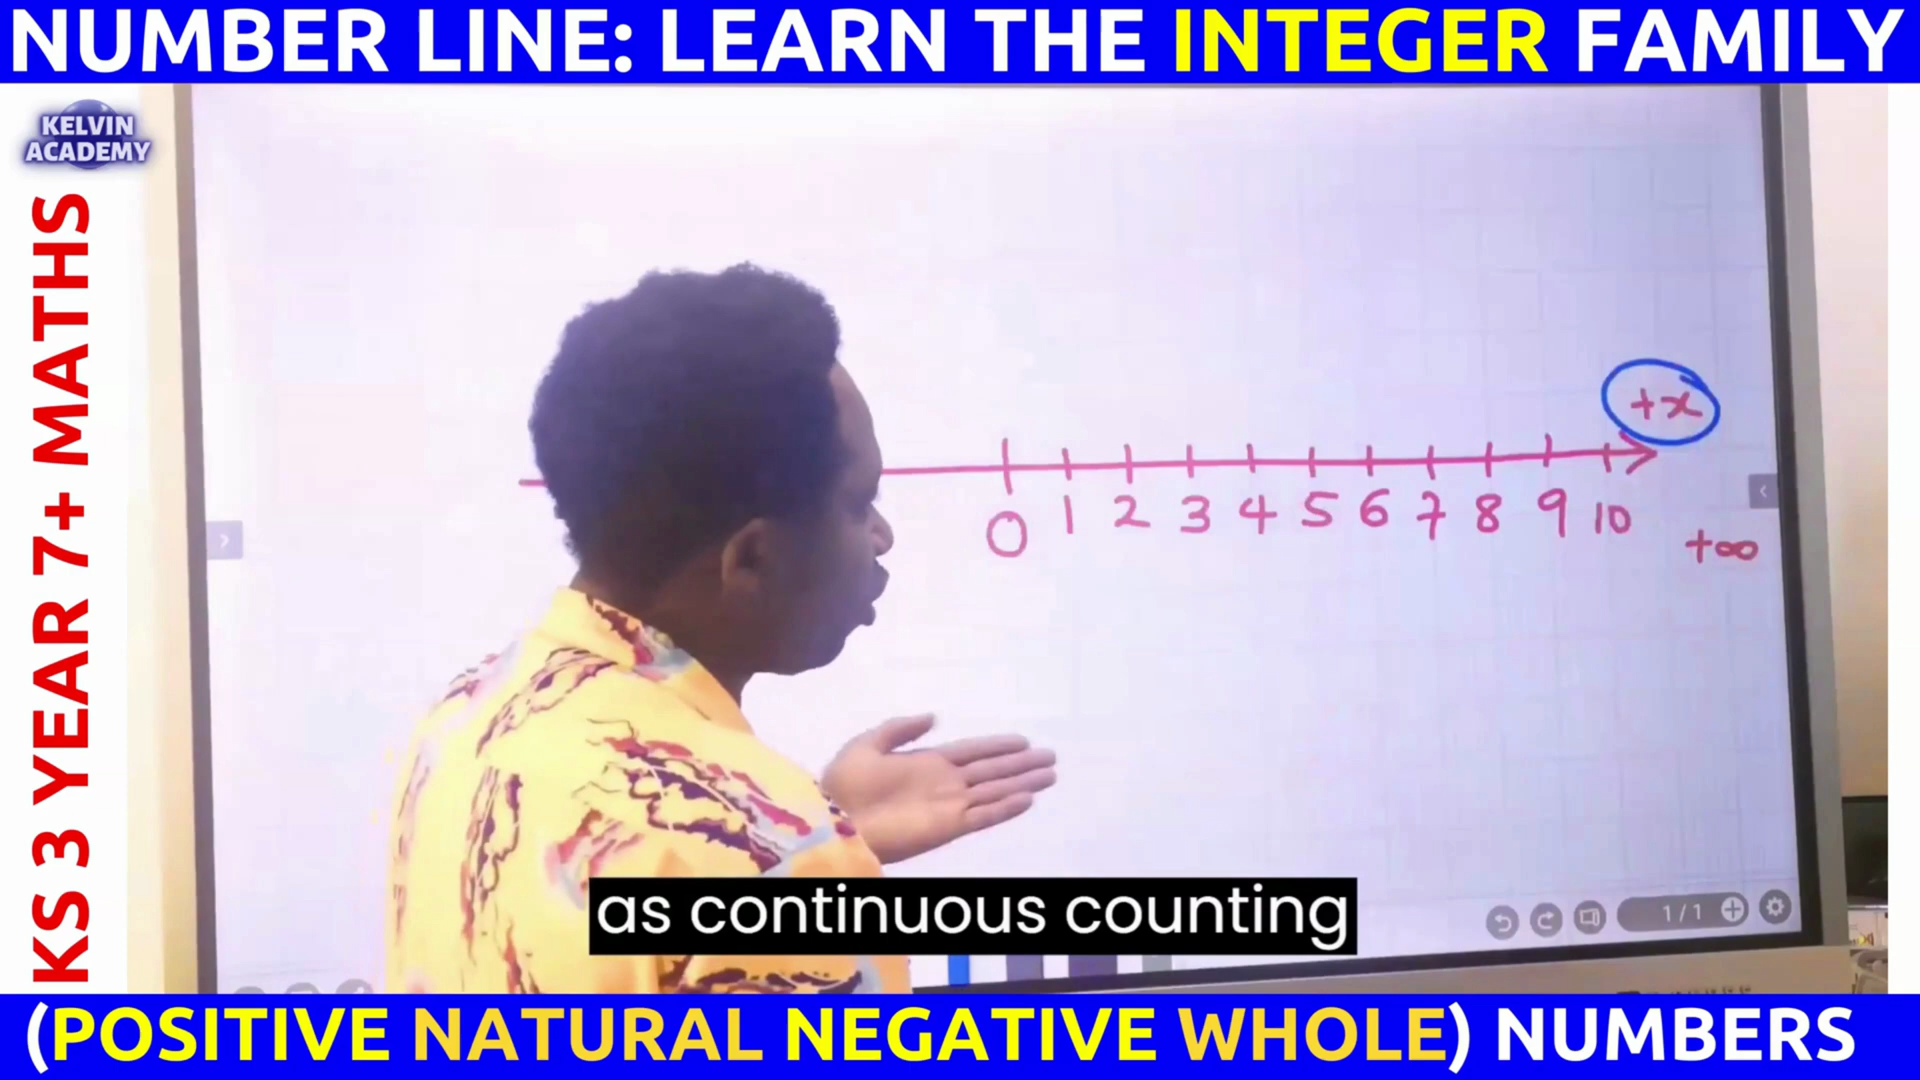 NUMBER LINE: LEARN THE INTEGER FAMILY
KELVIN
ACADEMY
KS 3 YEAR 7+ MATHS
+x
0 1 2 3 4 5 6 7 8 9 10
+∞
as continuous counting
1/1
(POSITIVE NATURAL NEGATIVE WHOLE) NUMBERS